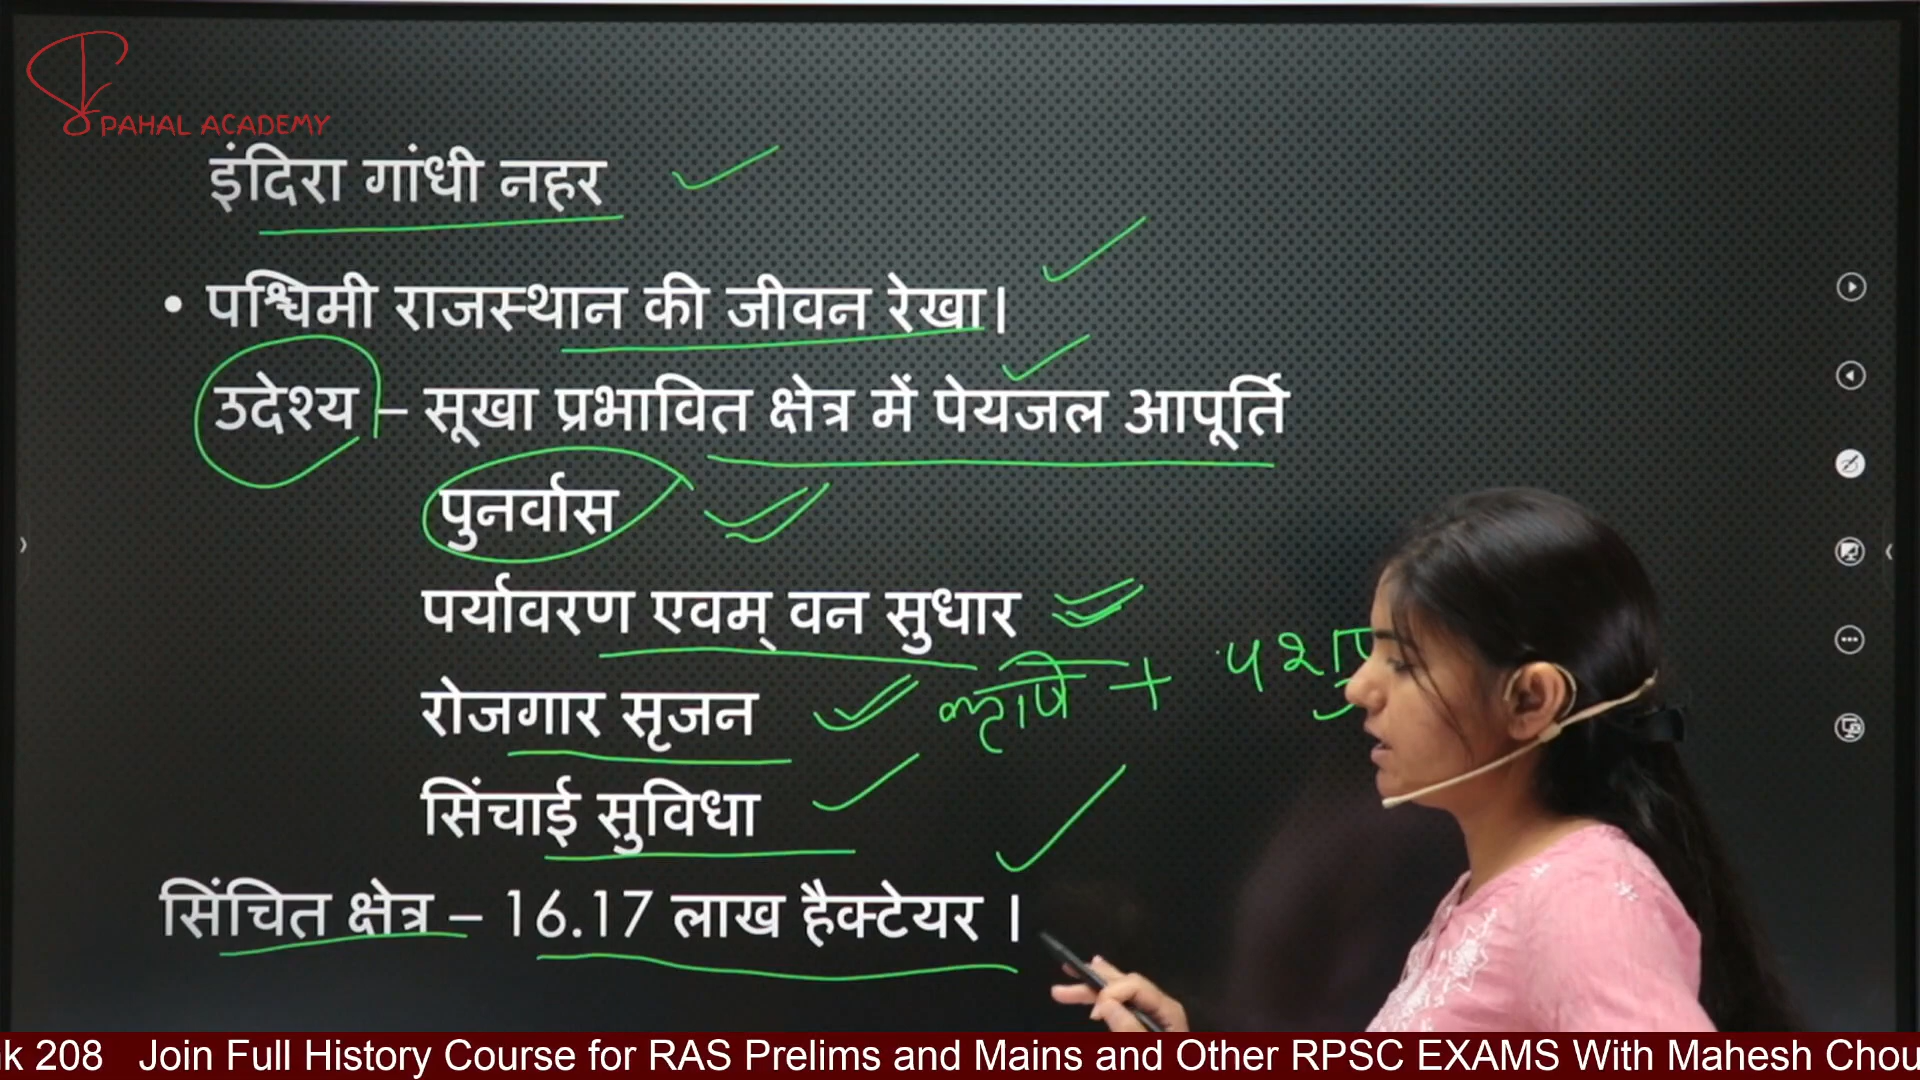 PAHAL ACADEMY
इंदिरा गांधी नहर
• पश्चिमी राजस्थान की जीवन रेखा।
उदेश्य – सूखा प्रभावित क्षेत्र में पेयजल आपूर्ति
पुनर्वास
पर्यावरण एवम् वन सुधार
रोजगार सृजन
सिंचाई सुविधा
सिंचित क्षेत्र – 16.17 लाख हैक्टेयर ।
208 Join Full History Course for RAS Prelims and Mains and Other RPSC EXAMS With Mahesh